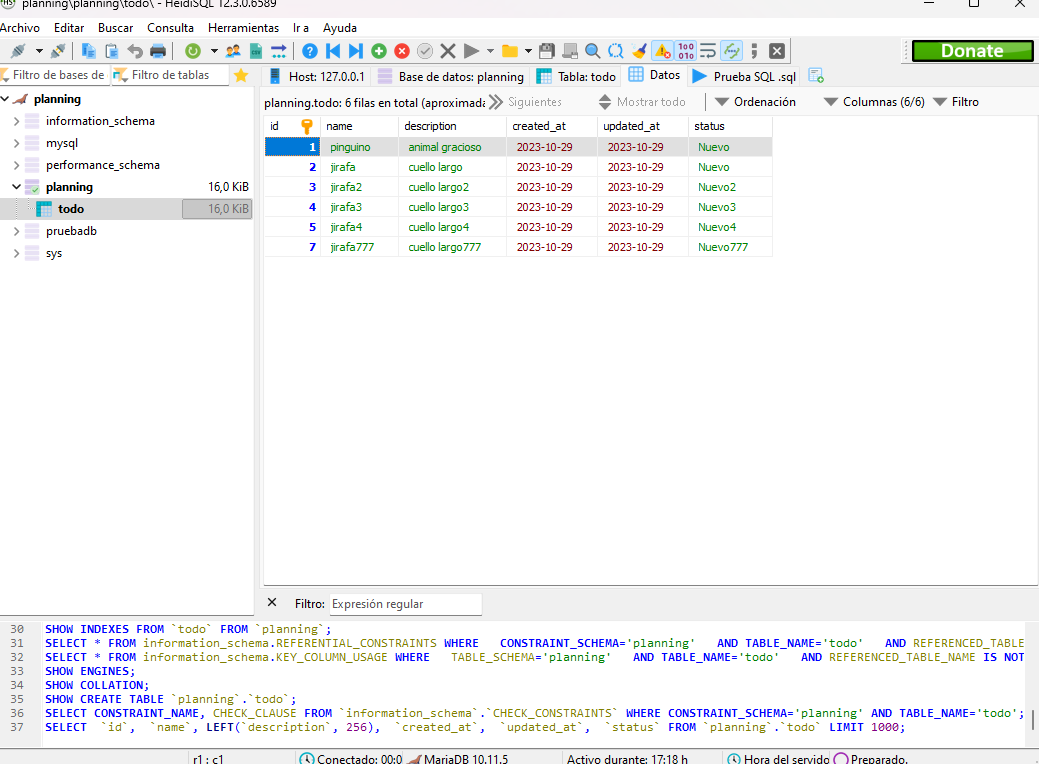 planning\planning\todo\ - HeidiSQL 12.3.0.6589
Archivo Editar Buscar Consulta Herramientas Ir a Ayuda
Donate
Filtro de bases de Filtro de tablas Host: 127.0.0.1 Base de datos: planning Tabla: todo Datos Prueba SQL .sql
planning.todo: 6 filas en total (aproximada Siguientes Mostrar todo Ordenación Columnas (6/6) Filtro
planning
information_schema
mysql
performance_schema
planning 16,0 KiB
todo 16,0 KiB
pruebadb
sys
id name description created_at updated_at status
1 pinguino animal gracioso 2023-10-29 2023-10-29 Nuevo
2 jirafa cuello largo 2023-10-29 2023-10-29 Nuevo
3 jirafa2 cuello largo2 2023-10-29 2023-10-29 Nuevo2
4 jirafa3 cuello largo3 2023-10-29 2023-10-29 Nuevo3
5 jirafa4 cuello largo4 2023-10-29 2023-10-29 Nuevo4
7 jirafa777 cuello largo777 2023-10-29 2023-10-29 Nuevo777
Filtro: Expresión regular
30 SHOW INDEXES FROM `todo` FROM `planning`;
31 SELECT * FROM information_schema.REFERENTIAL_CONSTRAINTS WHERE CONSTRAINT_SCHEMA='planning' AND TABLE_NAME='todo' AND REFERENCED_TABLE
32 SELECT * FROM information_schema.KEY_COLUMN_USAGE WHERE TABLE_SCHEMA='planning' AND TABLE_NAME='todo' AND REFERENCED_TABLE_NAME IS NOT
33 SHOW ENGINES;
34 SHOW COLLATION;
35 SHOW CREATE TABLE `planning`.`todo`;
36 SELECT CONSTRAINT_NAME, CHECK_CLAUSE FROM `information_schema`.`CHECK_CONSTRAINTS` WHERE CONSTRAINT_SCHEMA='planning' AND TABLE_NAME='todo';
37 SELECT `id`, `name`, LEFT(`description`, 256), `created_at`, `updated_at`, `status` FROM `planning`.`todo` LIMIT 1000;
r1 : c1 Conectado: 00:0 MariaDB 10.11.5 Activo durante: 17:18 h Hora del servido Preparado.